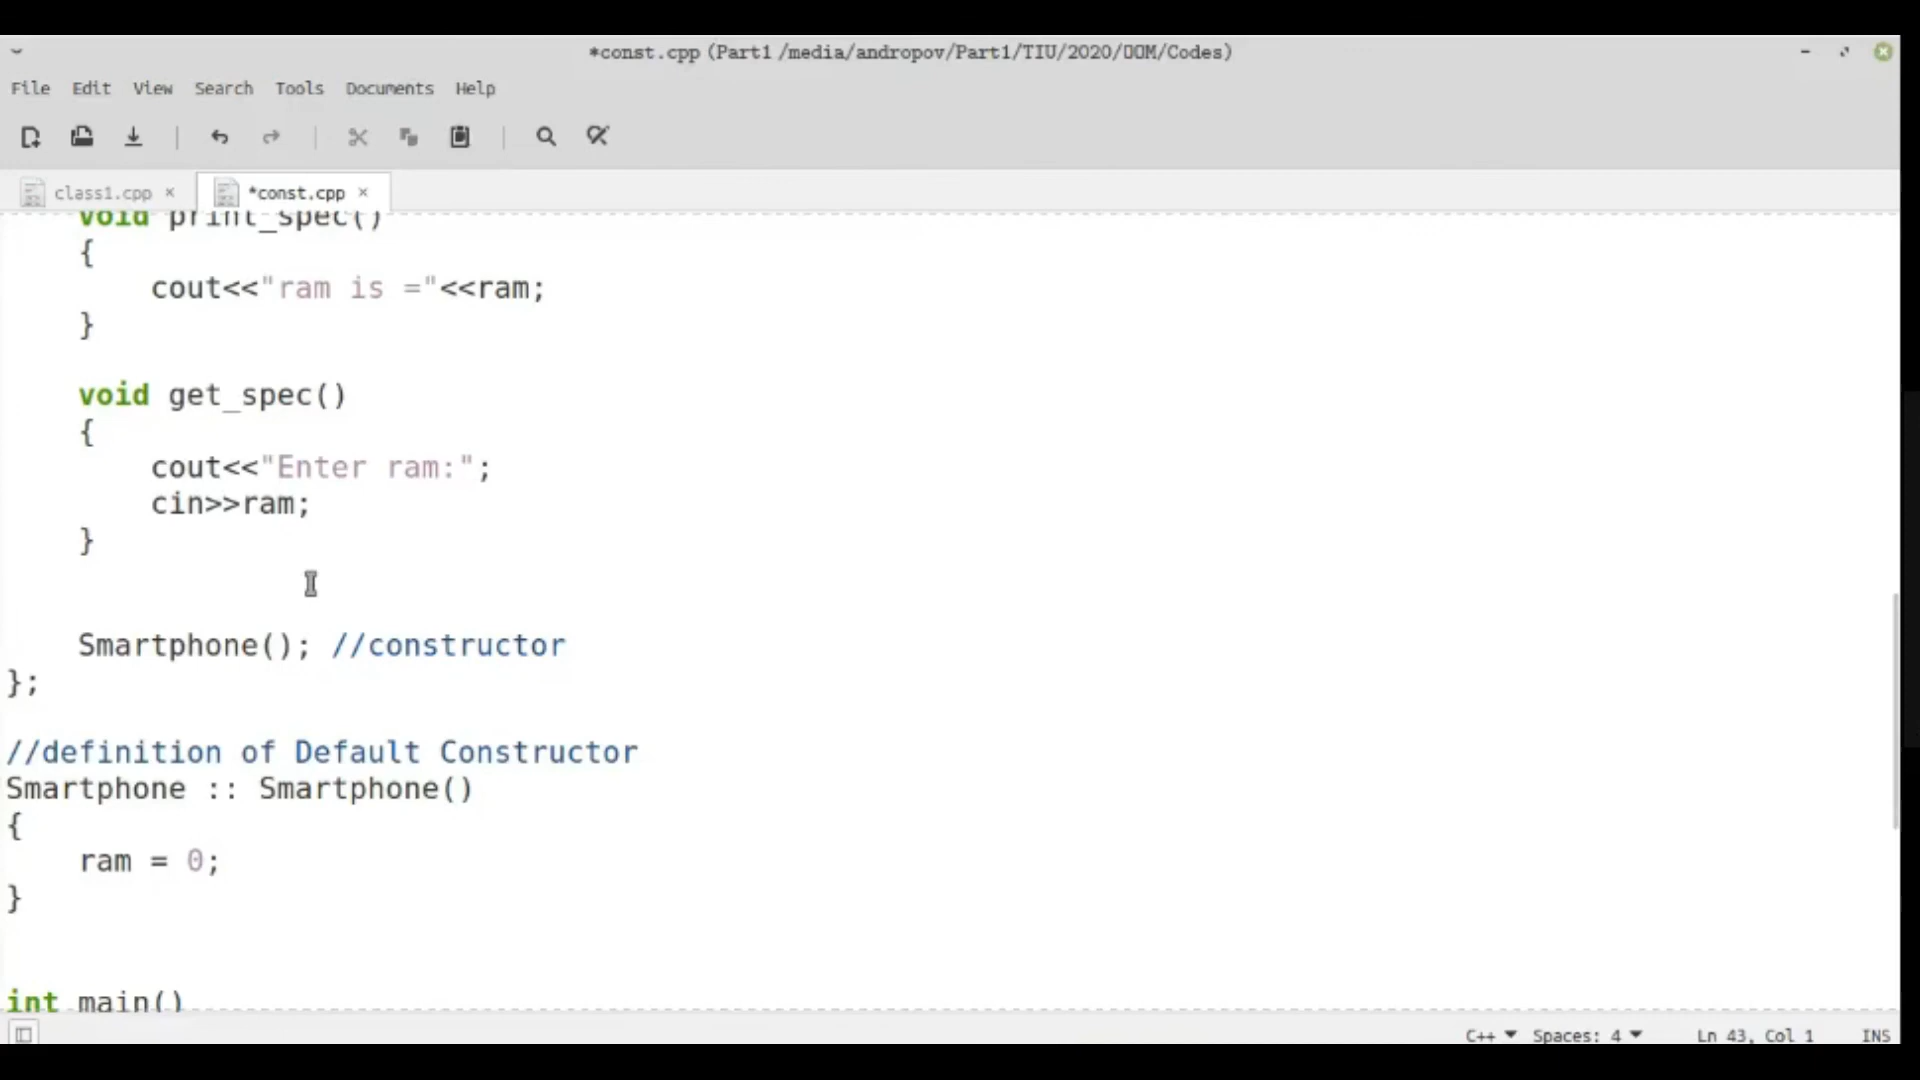 *const.cpp (Part1 /media/andropov/Part1/TIU/2020/OOM/Codes)
File Edit View Search Tools Documents Help
class1.cpp × *const.cpp ×
void print_spec()
{
cout<<"ram is ="<<ram;
}
void get_spec()
{
cout<<"Enter ram:";
cin>>ram;
}
Smartphone(); //constructor
};
//definition of Default Constructor
Smartphone :: Smartphone()
{
ram = 0;
}
int main()
C++ Spaces: 4 Ln 43, Col 1 INS